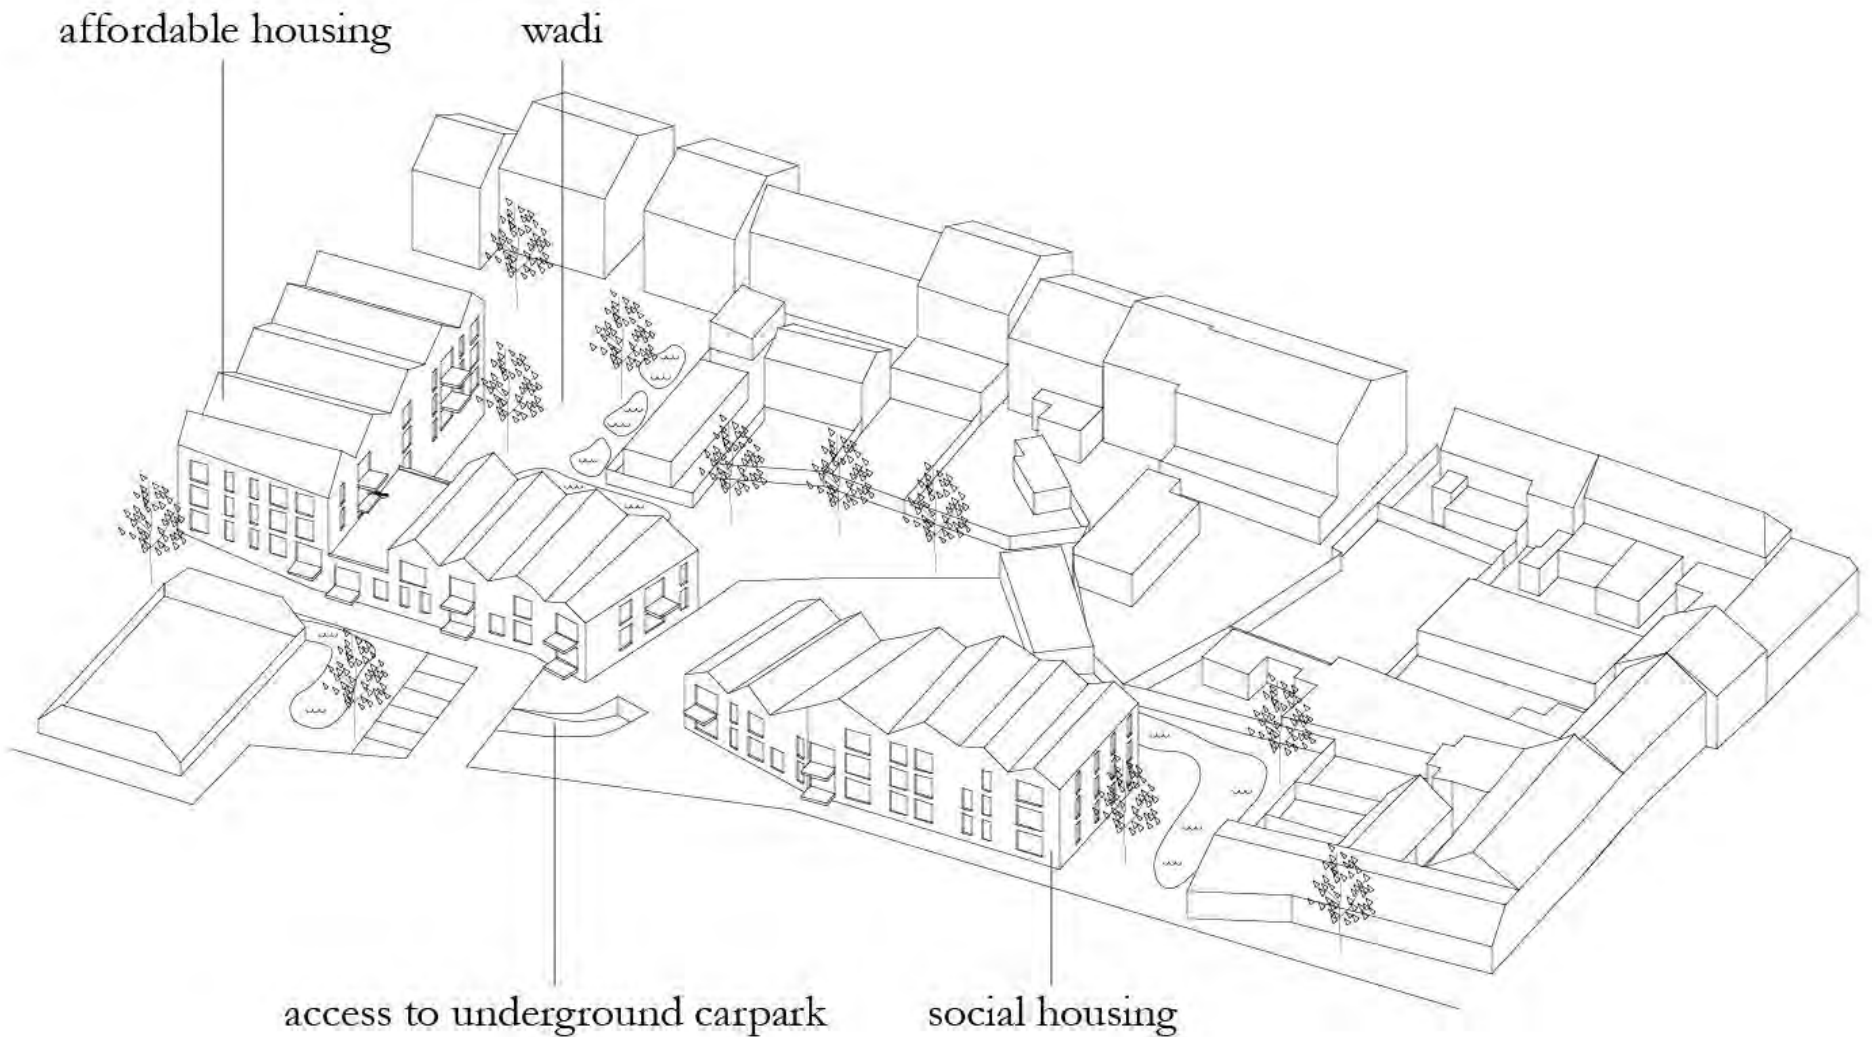 affordable housing
wadi
access to underground carpark
social housing